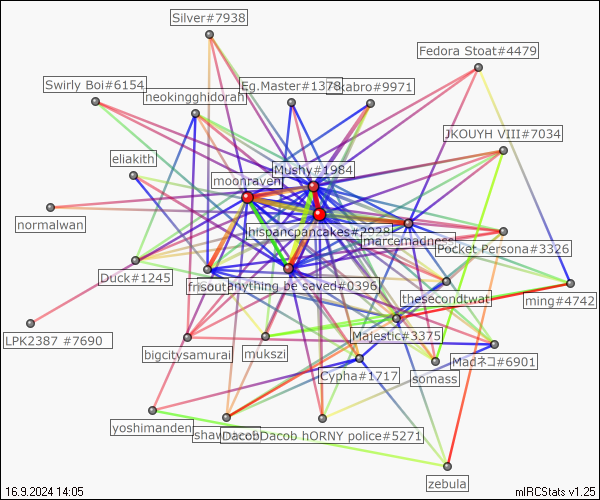 Silver#7938
Fedora Stoat#4479
Swirly Boi#6154
Eg.Master#1378
kabro#9971
neokingghidorah
JKOUYH VIII#7034
eliakith
Mushy#1984
moonraven
normalwan
hispancpancakes#2928
marcemadness
Pocket Persona#3326
Duck#1245
frisout
anything be saved#0396
thesecondtwat
ming#4742
LPK2387 #7690
Majestic#3375
bigcitysamurai
mukszi
Madネコ#6901
Cypha#1717
somass
yoshimanden
shaw
DacobDacob hORNY police#5271
zebula
16.9.2024 14:05
mIRCStats v1.25